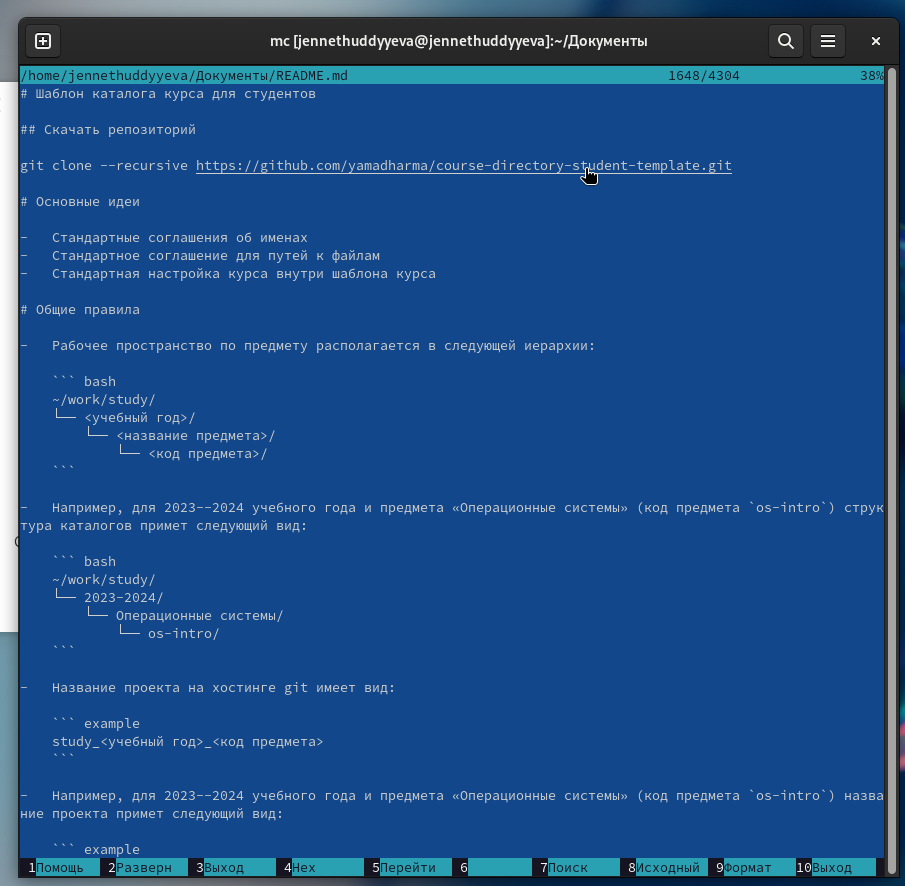 mc [jennethuddyyeva@jennethuddyyeva]:~/Документы
/home/jennethuddyyeva/Документы/README.md 1648/4304 38%
# Шаблон каталога курса для студентов
## Скачать репозиторий
git clone --recursive https://github.com/yamadharma/course-directory-student-template.git
# Основные идеи
-   Стандартные соглашения об именах
-   Стандартное соглашение для путей к файлам
-   Стандартная настройка курса внутри шаблона курса
# Общие правила
-   Рабочее пространство по предмету располагается в следующей иерархии:
    ``` bash
    ~/work/study/
    └── <учебный год>/
        └── <название предмета>/
            └── <код предмета>/
    ```
-   Например, для 2023--2024 учебного года и предмета «Операционные системы» (код предмета `os-intro`) струк
тура каталогов примет следующий вид:
    ``` bash
    ~/work/study/
    └── 2023-2024/
        └── Операционные системы/
            └── os-intro/
    ```
-   Название проекта на хостинге git имеет вид:
    ``` example
    study_<учебный год>_<код предмета>
    ```
-   Например, для 2023--2024 учебного года и предмета «Операционные системы» (код предмета `os-intro`) назва
ние проекта примет следующий вид:
    ``` example
1Помощь 2Разверн 3Выход 4Hex 5Перейти 6 7Поиск 8Исходный 9Формат 10Выход